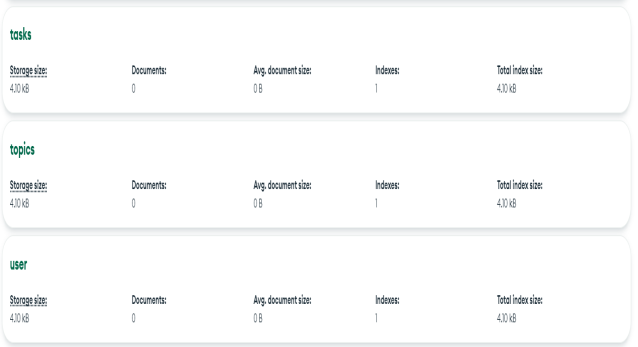 tasks
Storage size: Documents: Avg. document size: Indexes: Total index size:
4.10 kB 0 0 B 1 4.10 kB
topics
Storage size: Documents: Avg. document size: Indexes: Total index size:
4.10 kB 0 0 B 1 4.10 kB
user
Storage size: Documents: Avg. document size: Indexes: Total index size:
4.10 kB 0 0 B 1 4.10 kB